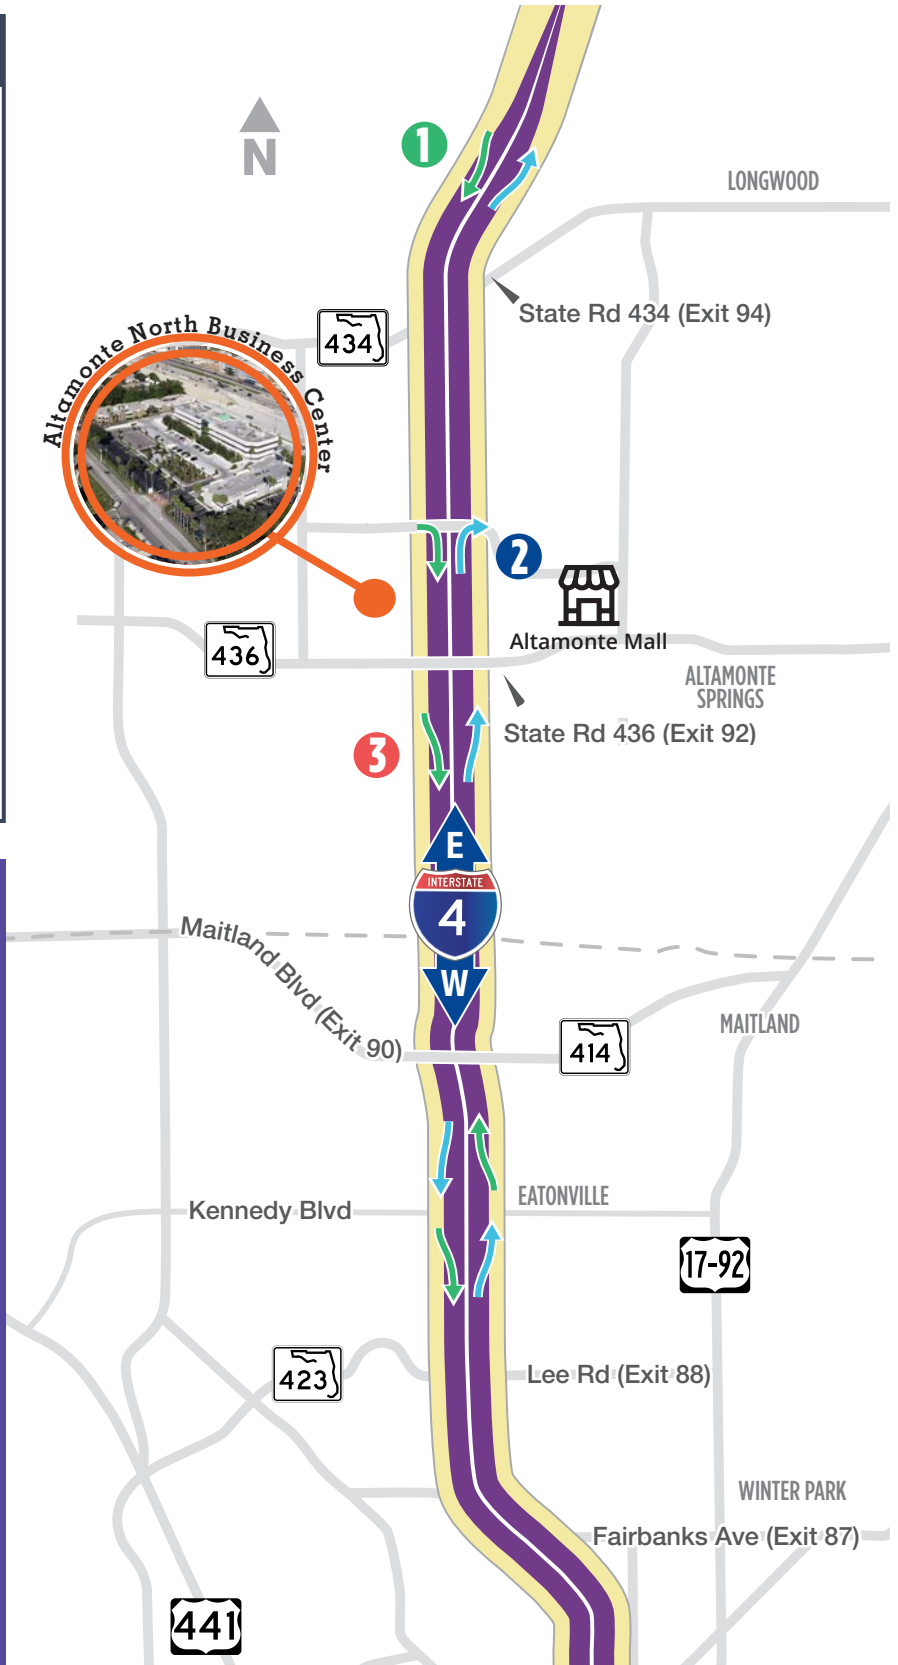 1
N
LONGWOOD
State Rd 434 (Exit 94)
434
Altamonte North Business Center
2
Altamonte Mall
436
ALTAMONTE
SPRINGS
State Rd 436 (Exit 92)
3
E
INTERSTATE
4
W
Maitland Blvd (Exit 90)
414
MAITLAND
Kennedy Blvd
EATONVILLE
17-92
423
Lee Rd (Exit 88)
WINTER PARK
Fairbanks Ave (Exit 87)
441